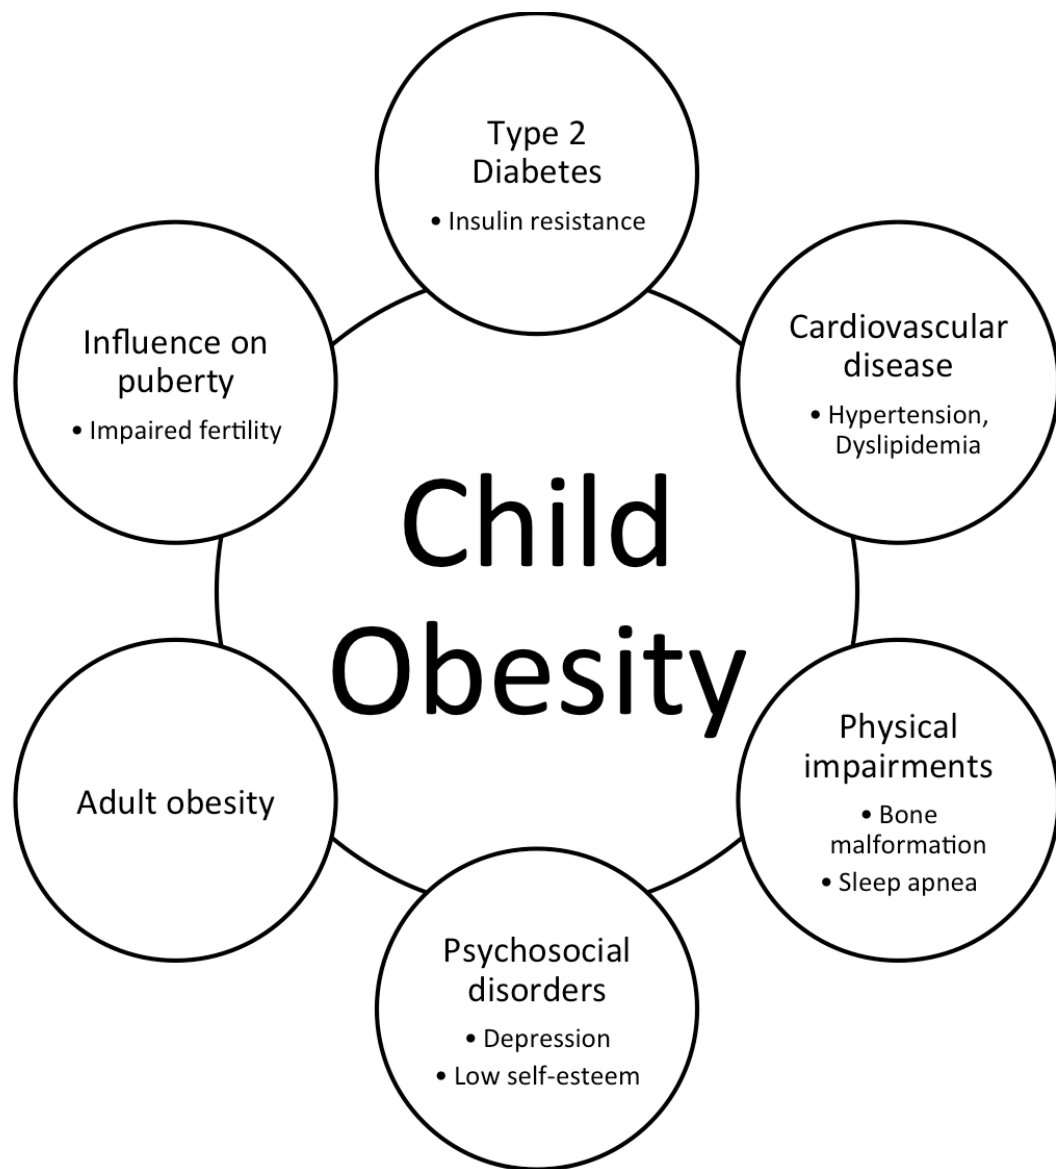 Type 2
Diabetes
• Insulin resistance
Cardiovascular
disease
• Hypertension,
Dyslipidemia
Physical
impairments
• Bone
malformation
• Sleep apnea
Psychosocial
disorders
• Depression
• Low self-esteem
Adult obesity
Influence on
puberty
• Impaired fertility
Child
Obesity